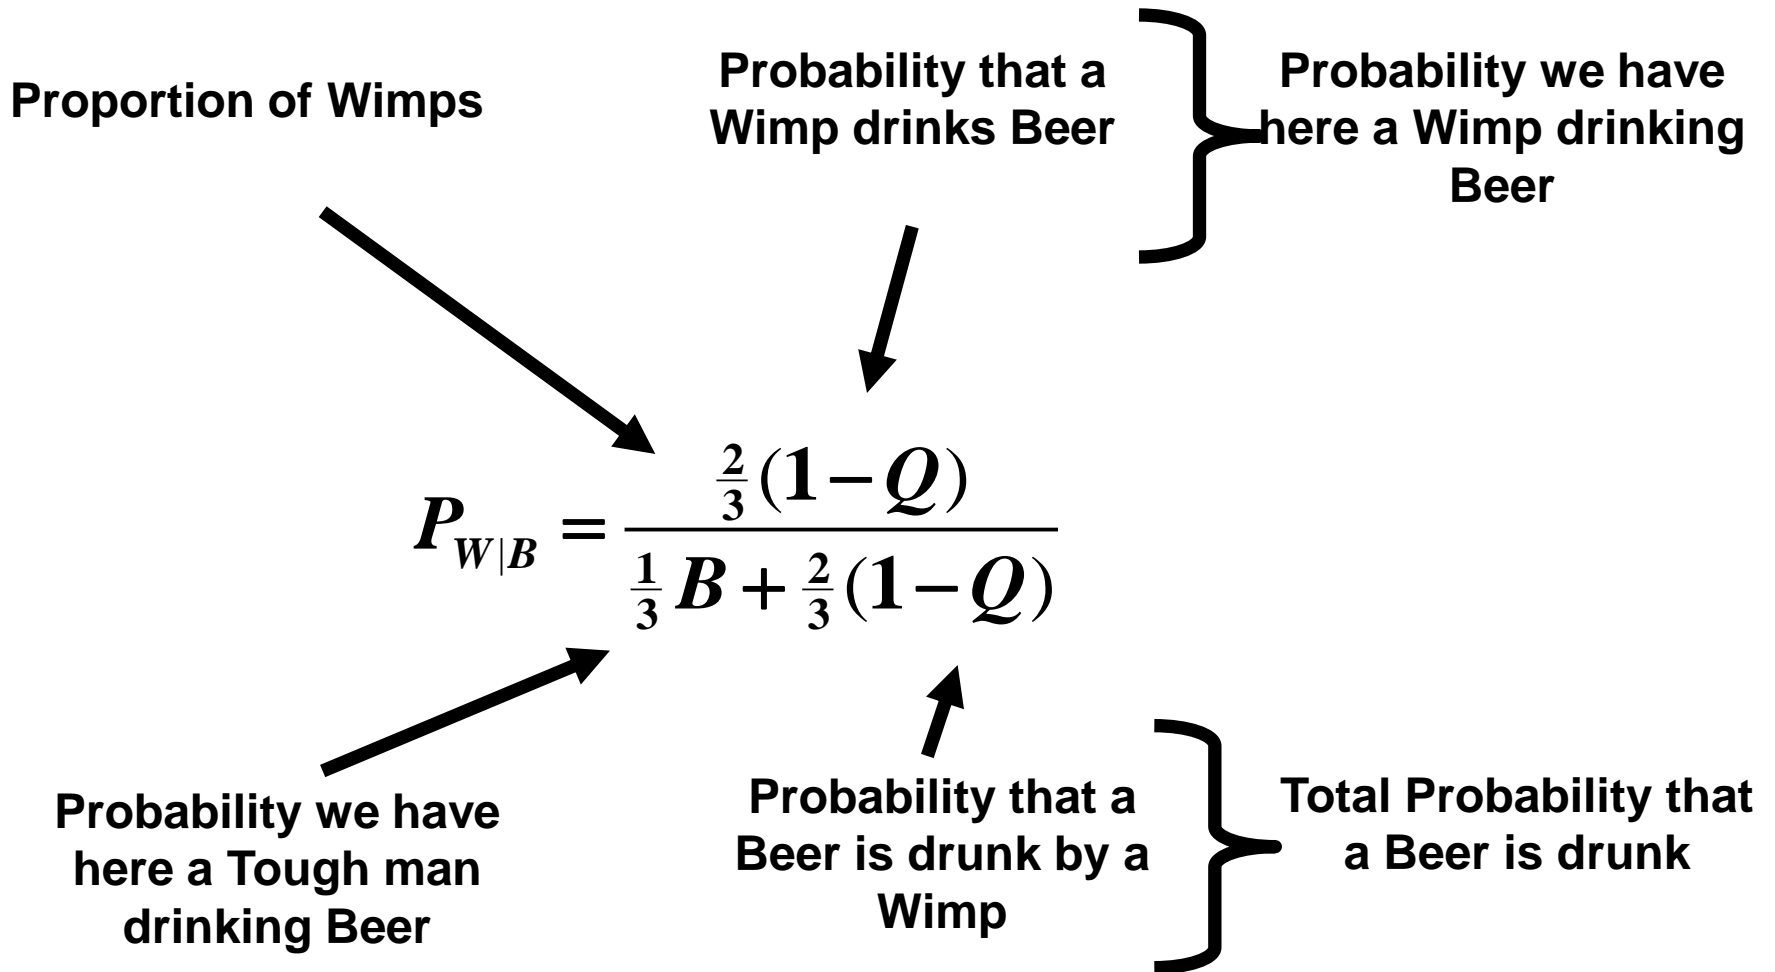 Proportion of Wimps
Probability that a
Wimp drinks Beer
Probability we have
here a Wimp drinking
Beer
P_{W|B} = \frac{\frac{2}{3}(1-Q)}{\frac{1}{3}B+\frac{2}{3}(1-Q)}
Probability we have
here a Tough man
drinking Beer
Probability that a
Beer is drunk by a
Wimp
Total Probability that
a Beer is drunk